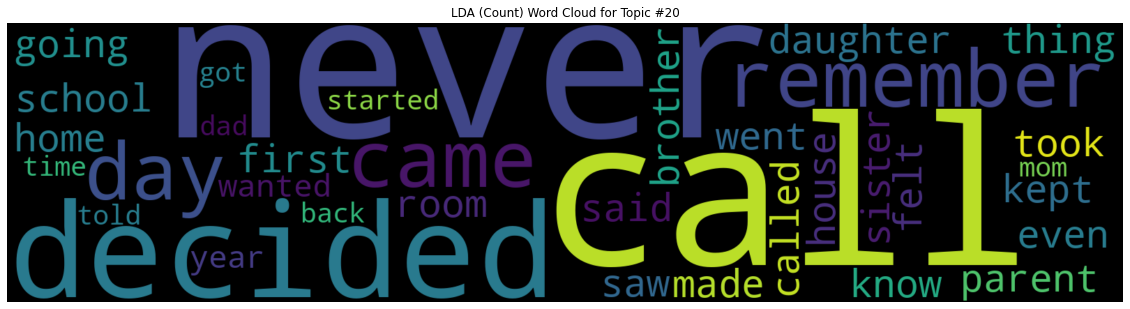 LDA (Count) Word Cloud for Topic #20
going
never
daughter
thing
got
brother
remember
school
started
home
dad
call
went
took
time
day
first
came
house
sister
felt
mom
wanted
called
kept
told
back
room
said
decided
even
year
saw
made
know
parent